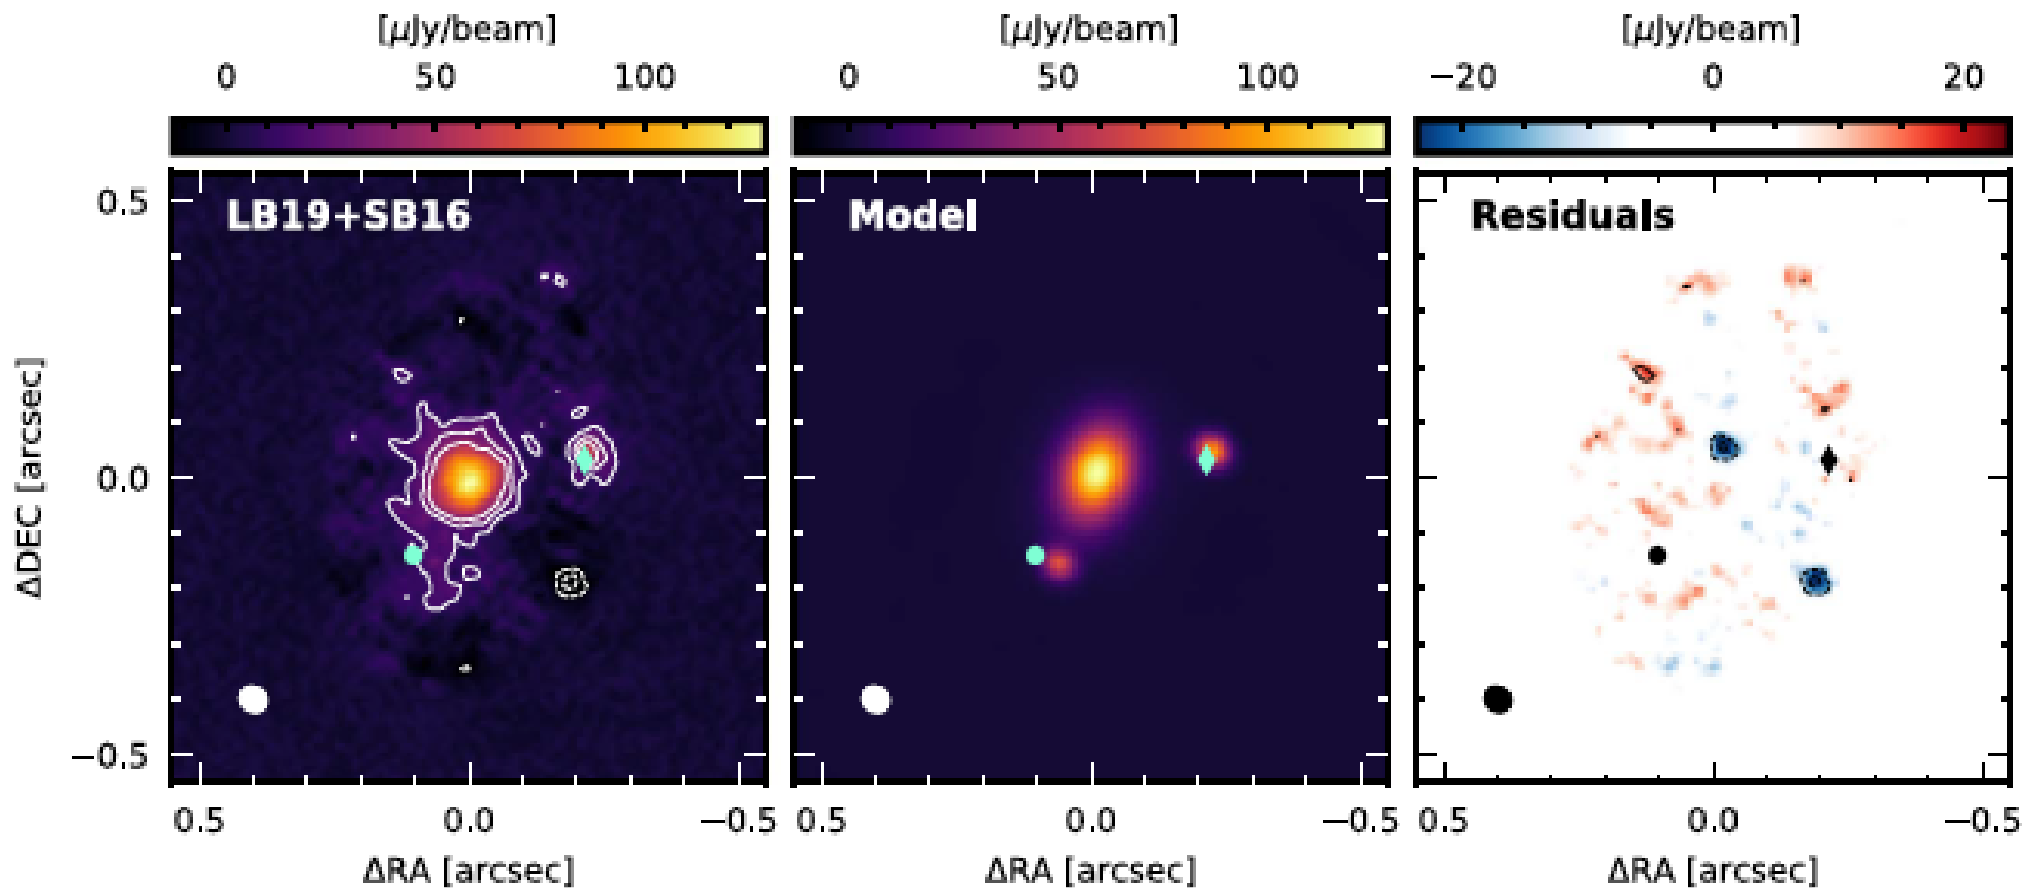 [μJy/beam] [μJy/beam] [μJy/beam]
0 50 100 0 50 100 −20 0 20
LB19+SB16 Model Residuals
0.5
0.0
−0.5
ΔDEC [arcsec]
0.5 0.0 −0.5 0.5 0.0 −0.5 0.5 0.0 −0.5
ΔRA [arcsec] ΔRA [arcsec] ΔRA [arcsec]